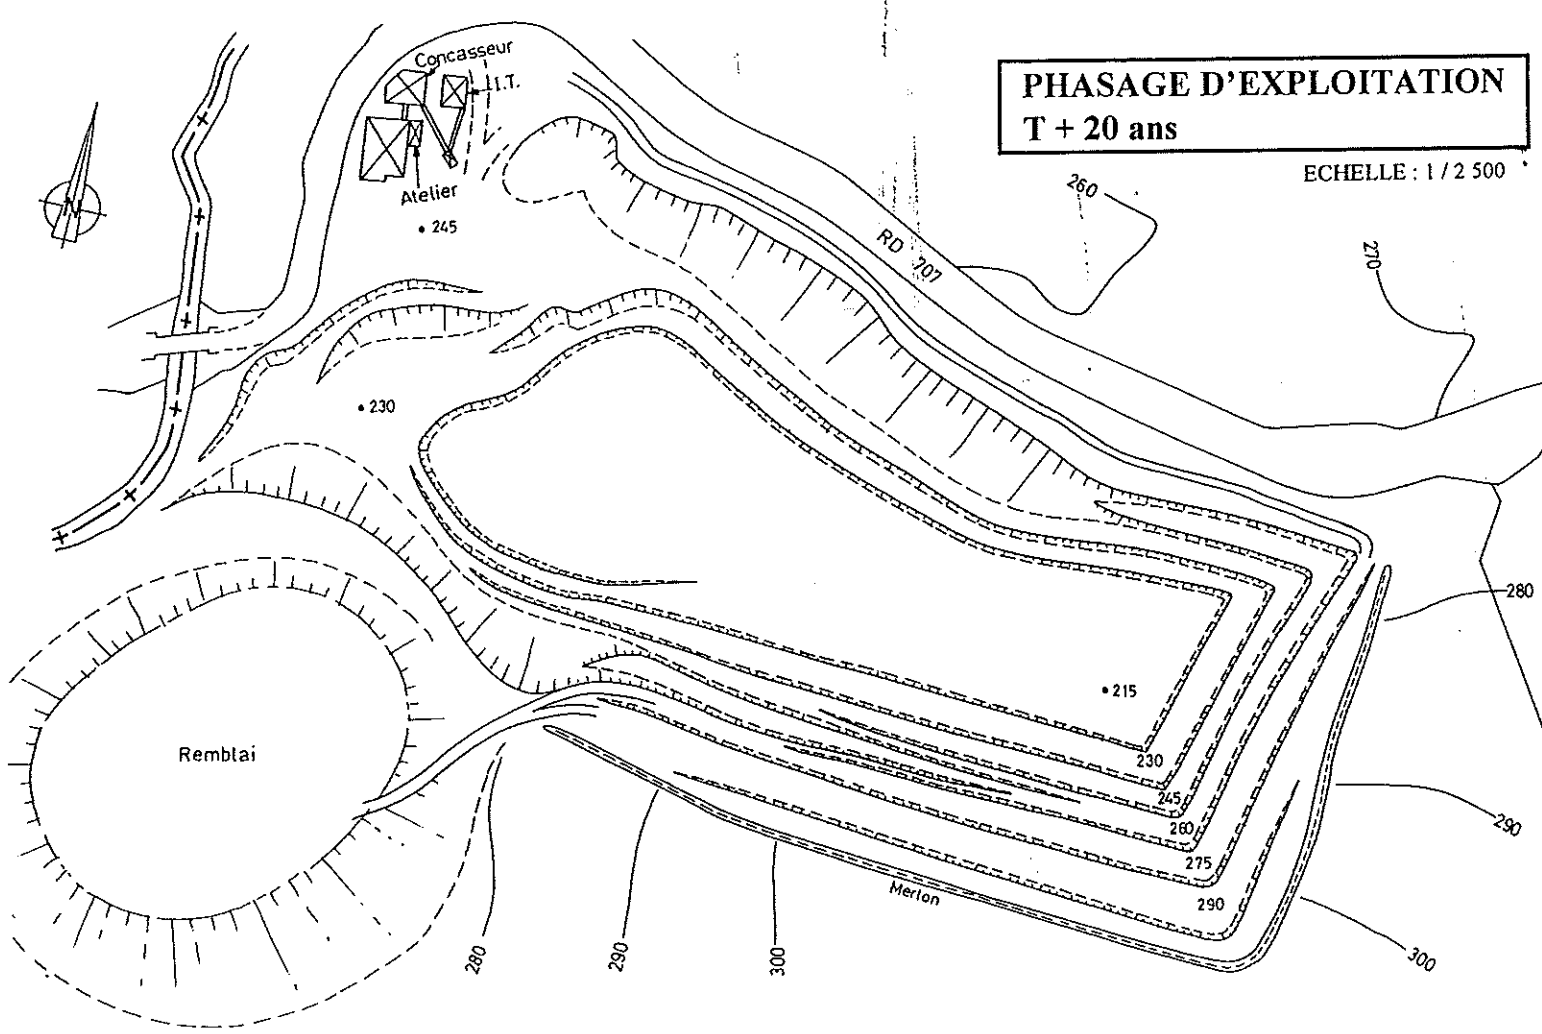 PHASAGE D'EXPLOITATION
T + 20 ans
ECHELLE : 1 / 2 500
Concasseur
I.T.
Atelier
245
N
260
RD 707
270
230
280
215
Remblai
230
245
260
275
290
290
Merlon
280
290
300
300